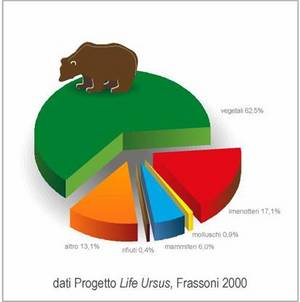 vegetali 62,5%
imenotteri 17,1%
molluschi 0,9%
mammiferi 6,0%
rifiuti 0,4%
altro 13,1%
dati Progetto Life Ursus, Frassoni 2000